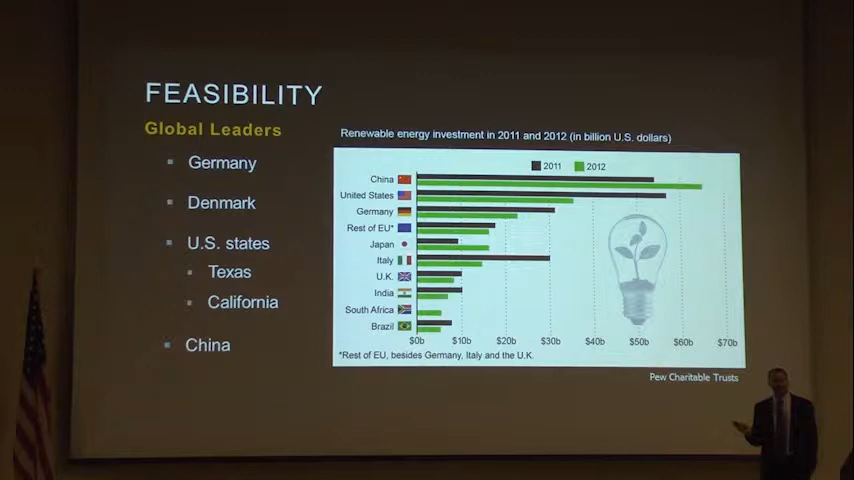 FEASIBILITY
Global Leaders
Germany
Denmark
U.S. states
Texas
California
China
Renewable energy investment in 2011 and 2012 (in billion U.S. dollars)
2011 2012
China
United States
Germany
Rest of EU*
Japan
Italy
U.K.
India
South Africa
Brazil
$0b $10b $20b $30b $40b $50b $60b $70b
*Rest of EU, besides Germany, Italy and the U.K.
Pew Charitable Trusts